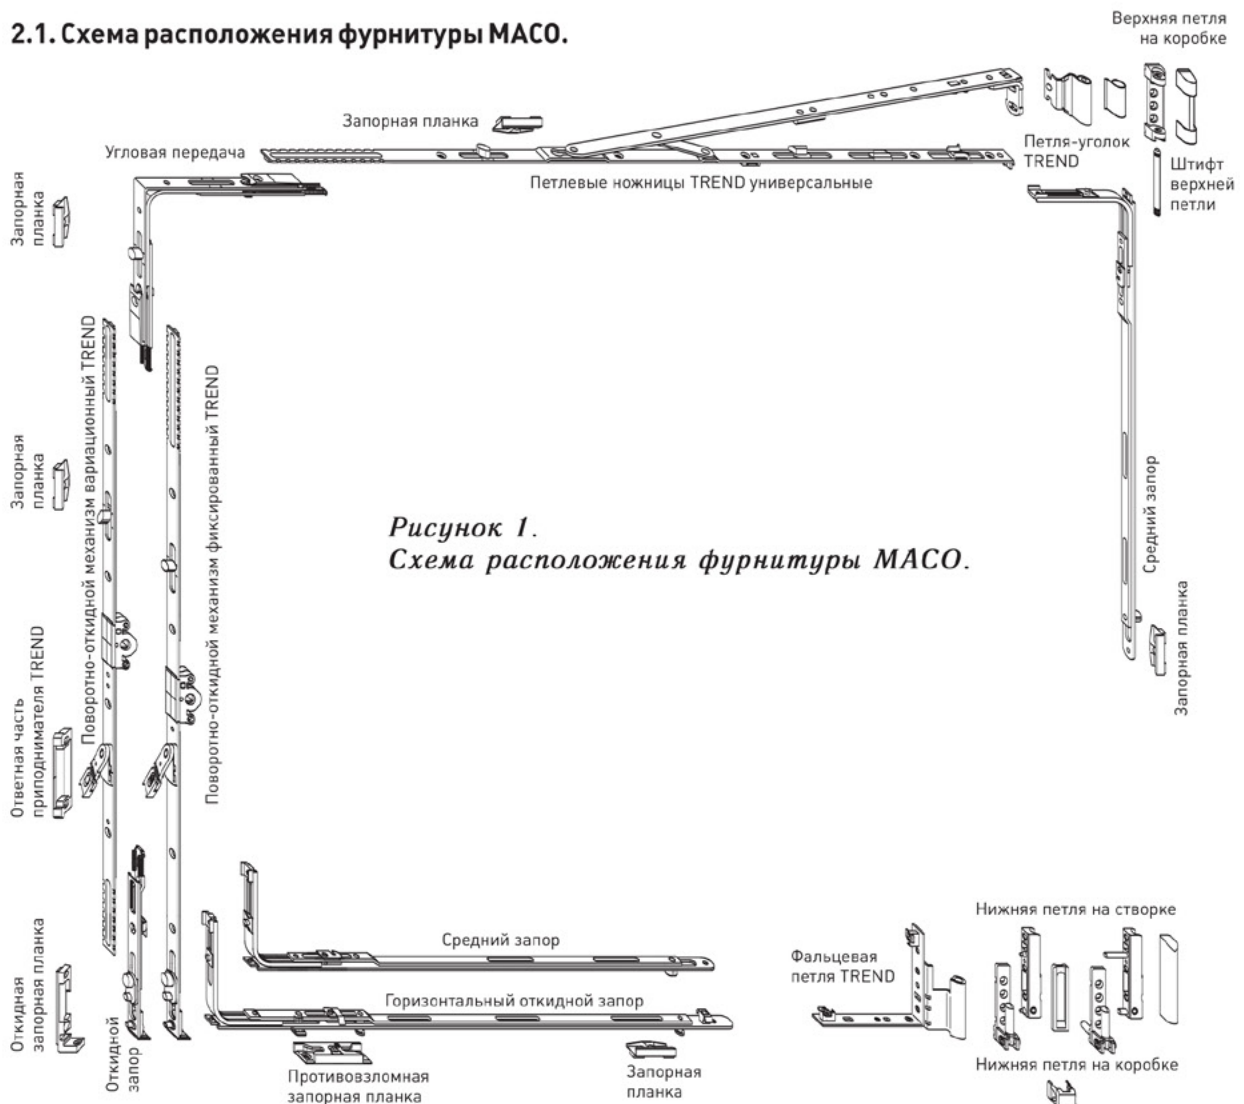 2.1. Схема расположения фурнитуры МАСО.
Верхняя петля
на коробке
Запорная планка
Угловая передача
Петля-уголок
TREND
Штифт
верхней
петли
Петлевые ножницы TREND универсальные
Запорная
планка
Поворотно-откидной механизм вариационный TREND
Поворотно-откидной механизм фиксированный TREND
Запорная
планка
Средний запор
Рисунок 1.
Схема расположения фурнитуры МАСО.
Запорная планка
Ответная часть
приподнимателя TREND
Откидная
запорная планка
Откидной
запор
Средний запор
Горизонтальный откидной запор
Противовзломная
запорная планка
Запорная
планка
Фальцевая
петля TREND
Нижняя петля на створке
Нижняя петля на коробке